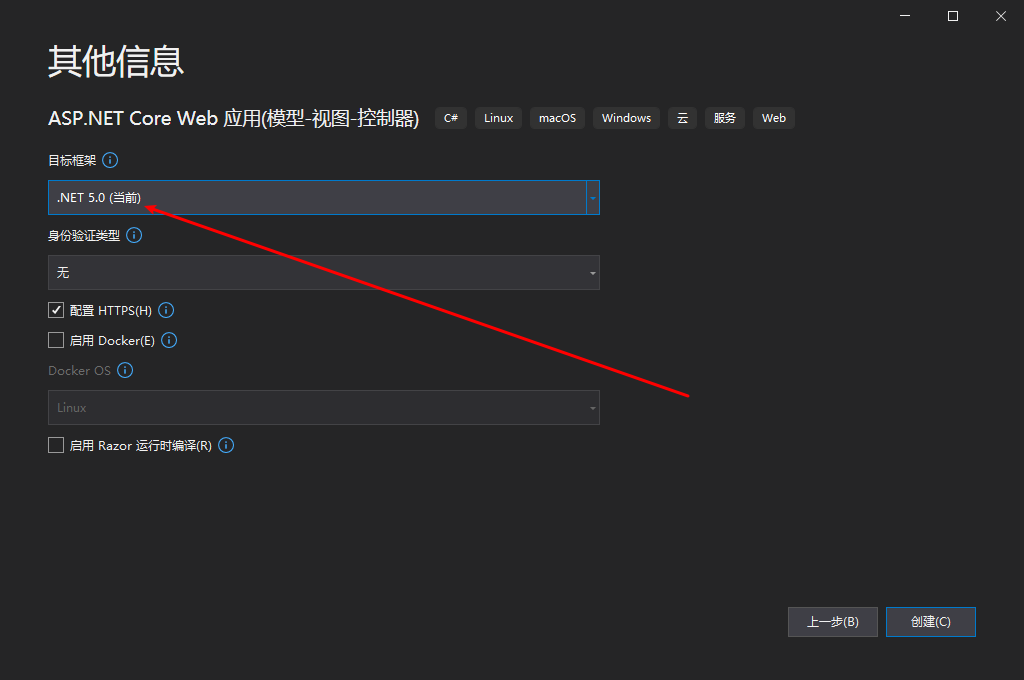 其他信息
ASP.NET Core Web 应用(模型-视图-控制器) C# Linux macOS Windows 云 服务 Web
目标框架
.NET 5.0 (当前)
身份验证类型
无
配置 HTTPS(H)
启用 Docker(E)
Docker OS
Linux
启用 Razor 运行时编译(R)
上一步(B) 创建(C)